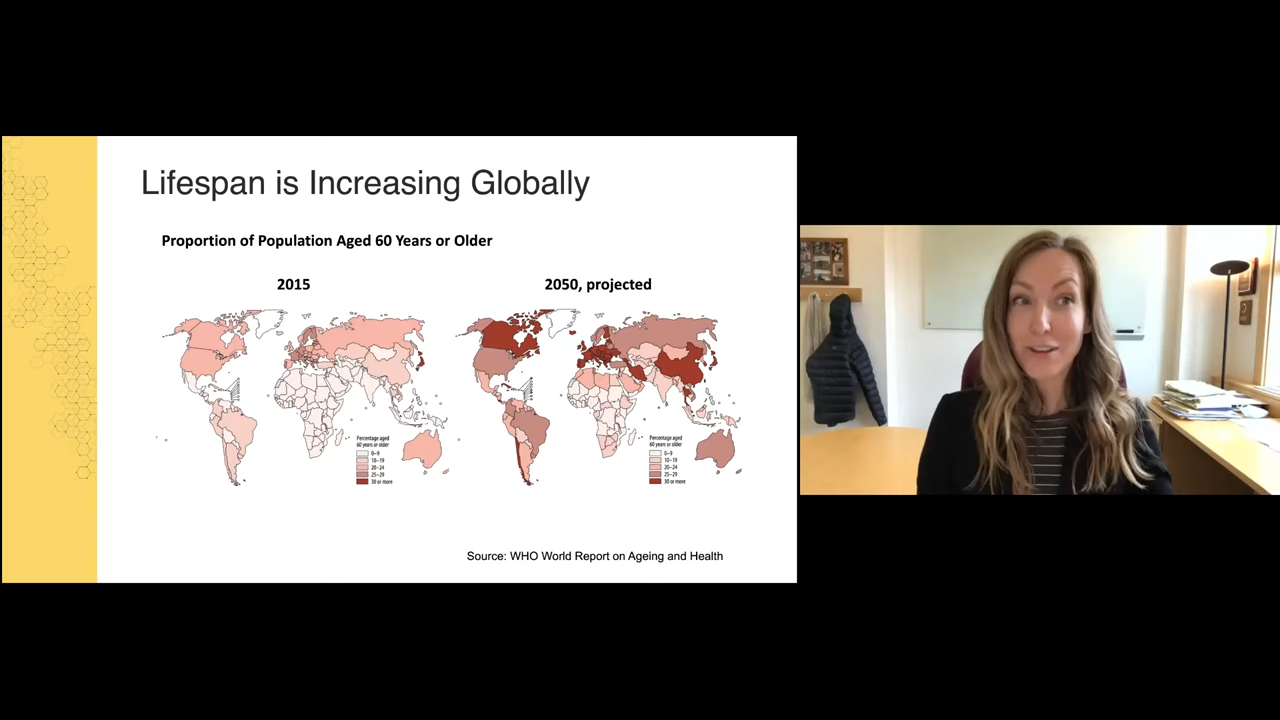 Lifespan is Increasing Globally
Proportion of Population Aged 60 Years or Older
2015
2050, projected
Percentage aged
60 years or older
0–9
10–19
20–24
25–29
30 or more
Percentage aged
60 years or older
0–9
10–19
20–24
25–29
30 or more
Source: WHO World Report on Ageing and Health